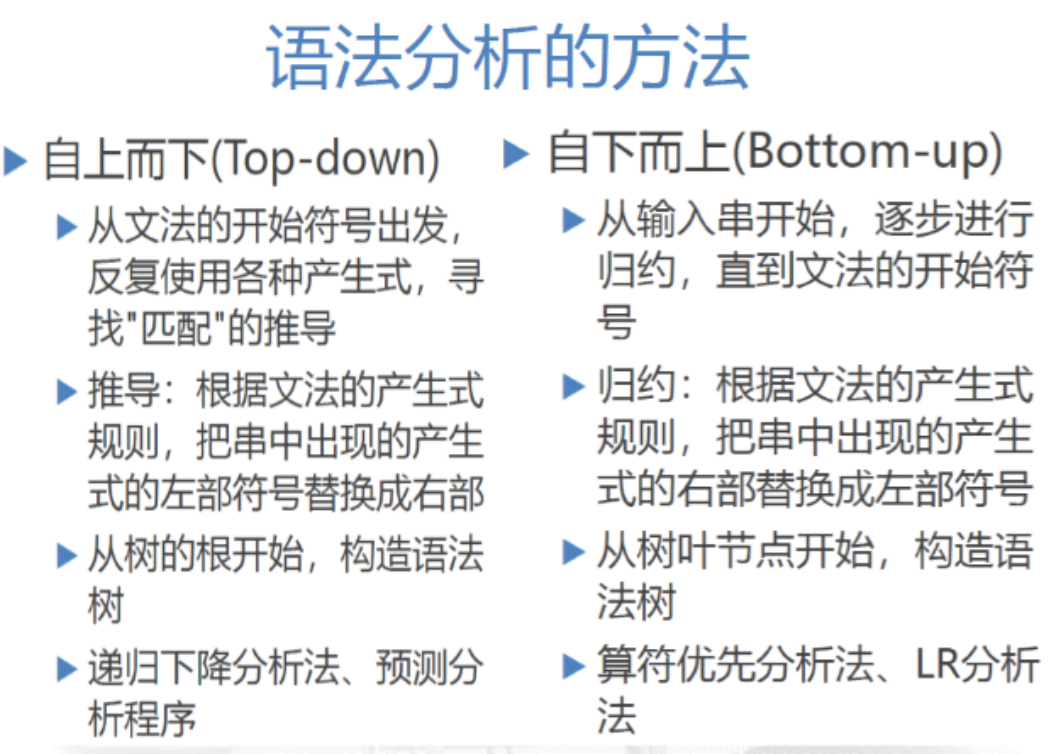 语法分析的方法
自上而下(Top-down)
从文法的开始符号出发，
反复使用各种产生式，寻
找"匹配"的推导
推导：根据文法的产生式
规则，把串中出现的产生
式的左部符号替换成右部
从树的根开始，构造语法
树
递归下降分析法、预测分
析程序
自下而上(Bottom-up)
从输入串开始，逐步进行
归约，直到文法的开始符
号
归约：根据文法的产生式
规则，把串中出现的产生
式的右部替换成左部符号
从树叶节点开始，构造语
法树
算符优先分析法、LR分析
法